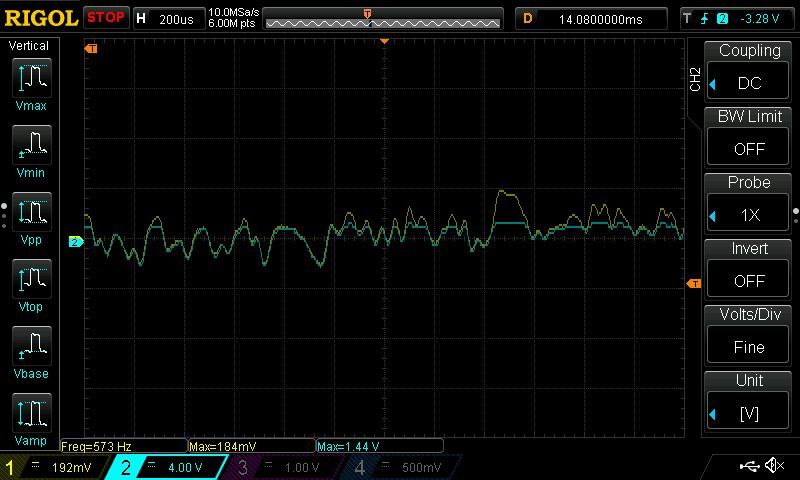 RIGOL STOP H 200us 10.0MSa/s 6.00M pts T D 14.0800000ms T 2 -3.28 V
Vertical
Vmax
Vmin
Vpp
Vtop
Vbase
Vamp
T
2
T
CH2
Coupling
DC
BW Limit
OFF
Probe
1X
Invert
OFF
Volts/Div
Fine
Unit
[V]
Freq=573 Hz Max=184mV Max=1.44 V
1 192mV 2 4.00 V 3 1.00 V 4 500mV